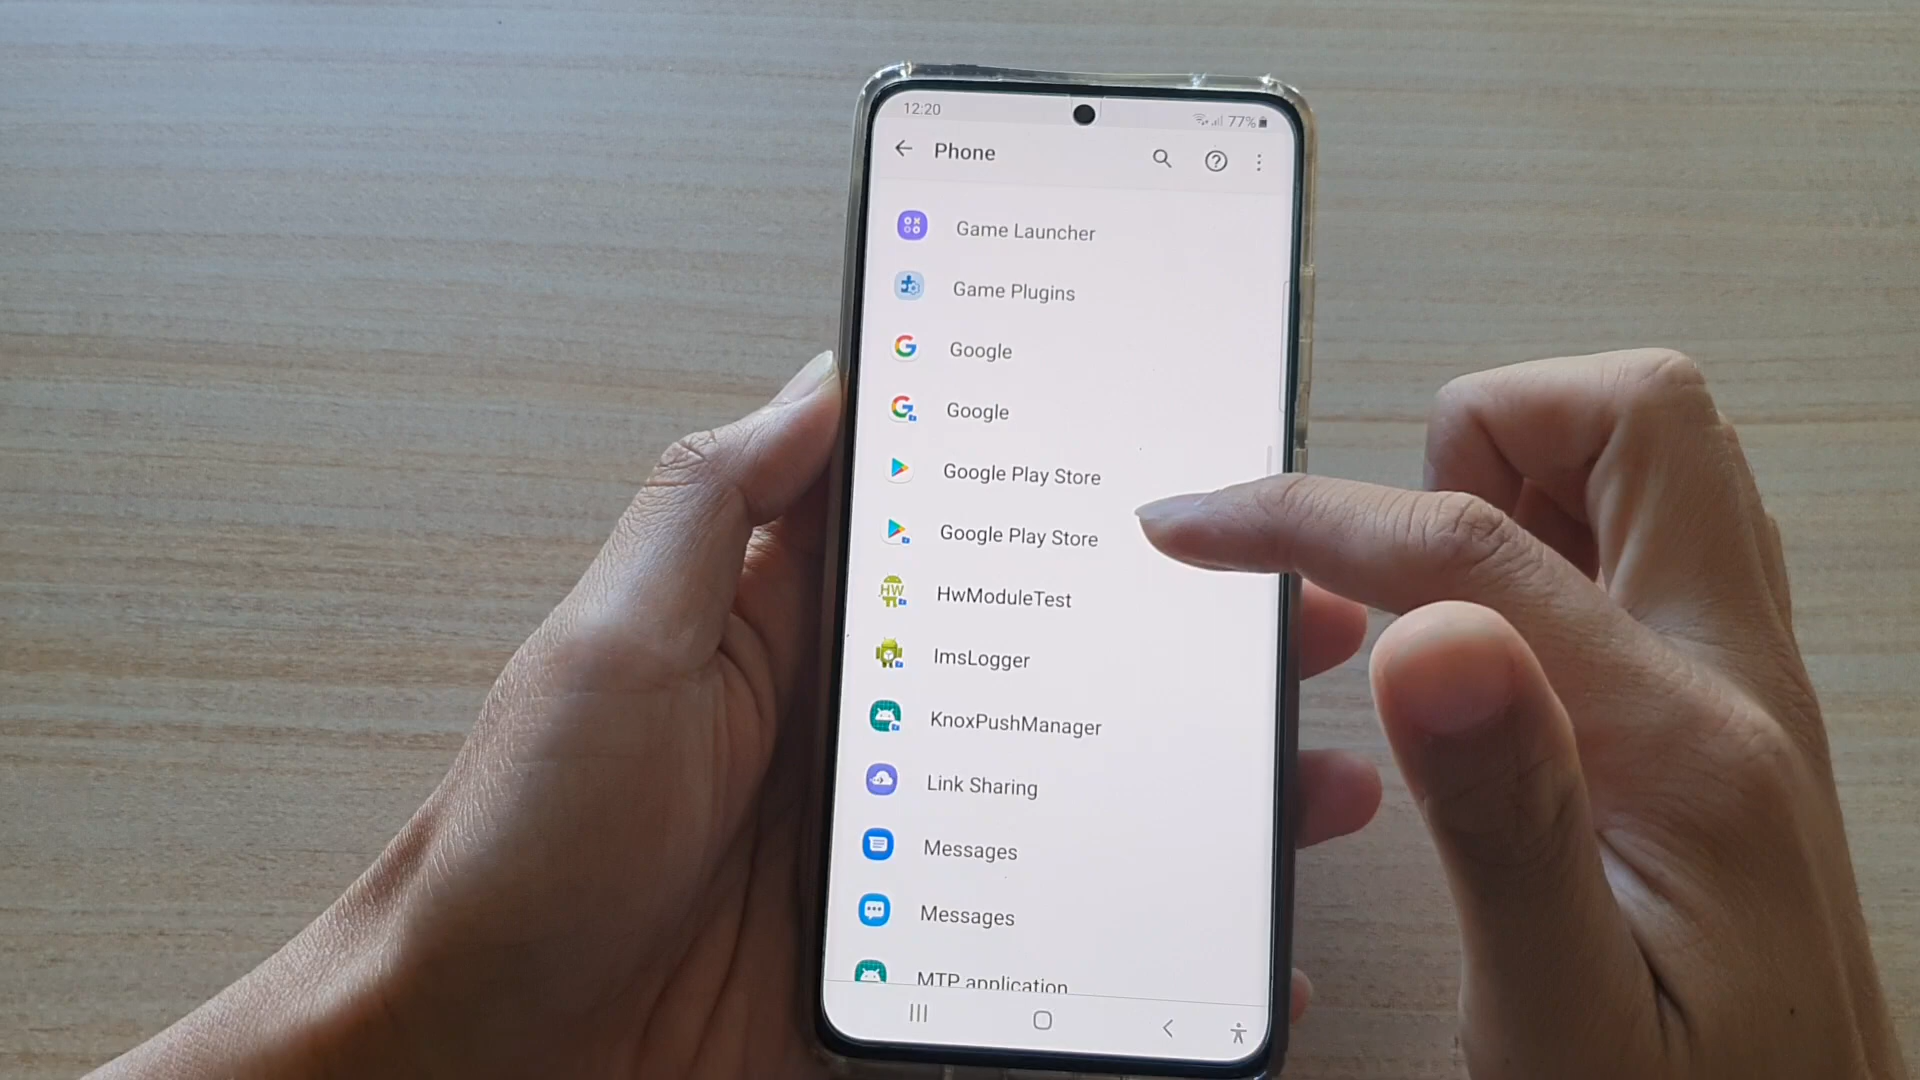 12:20
77%
Phone
Game Launcher
Game Plugins
Google
Google
Google Play Store
Google Play Store
HW
HwModuleTest
ImsLogger
KnoxPushManager
Link Sharing
Messages
Messages
MTP application